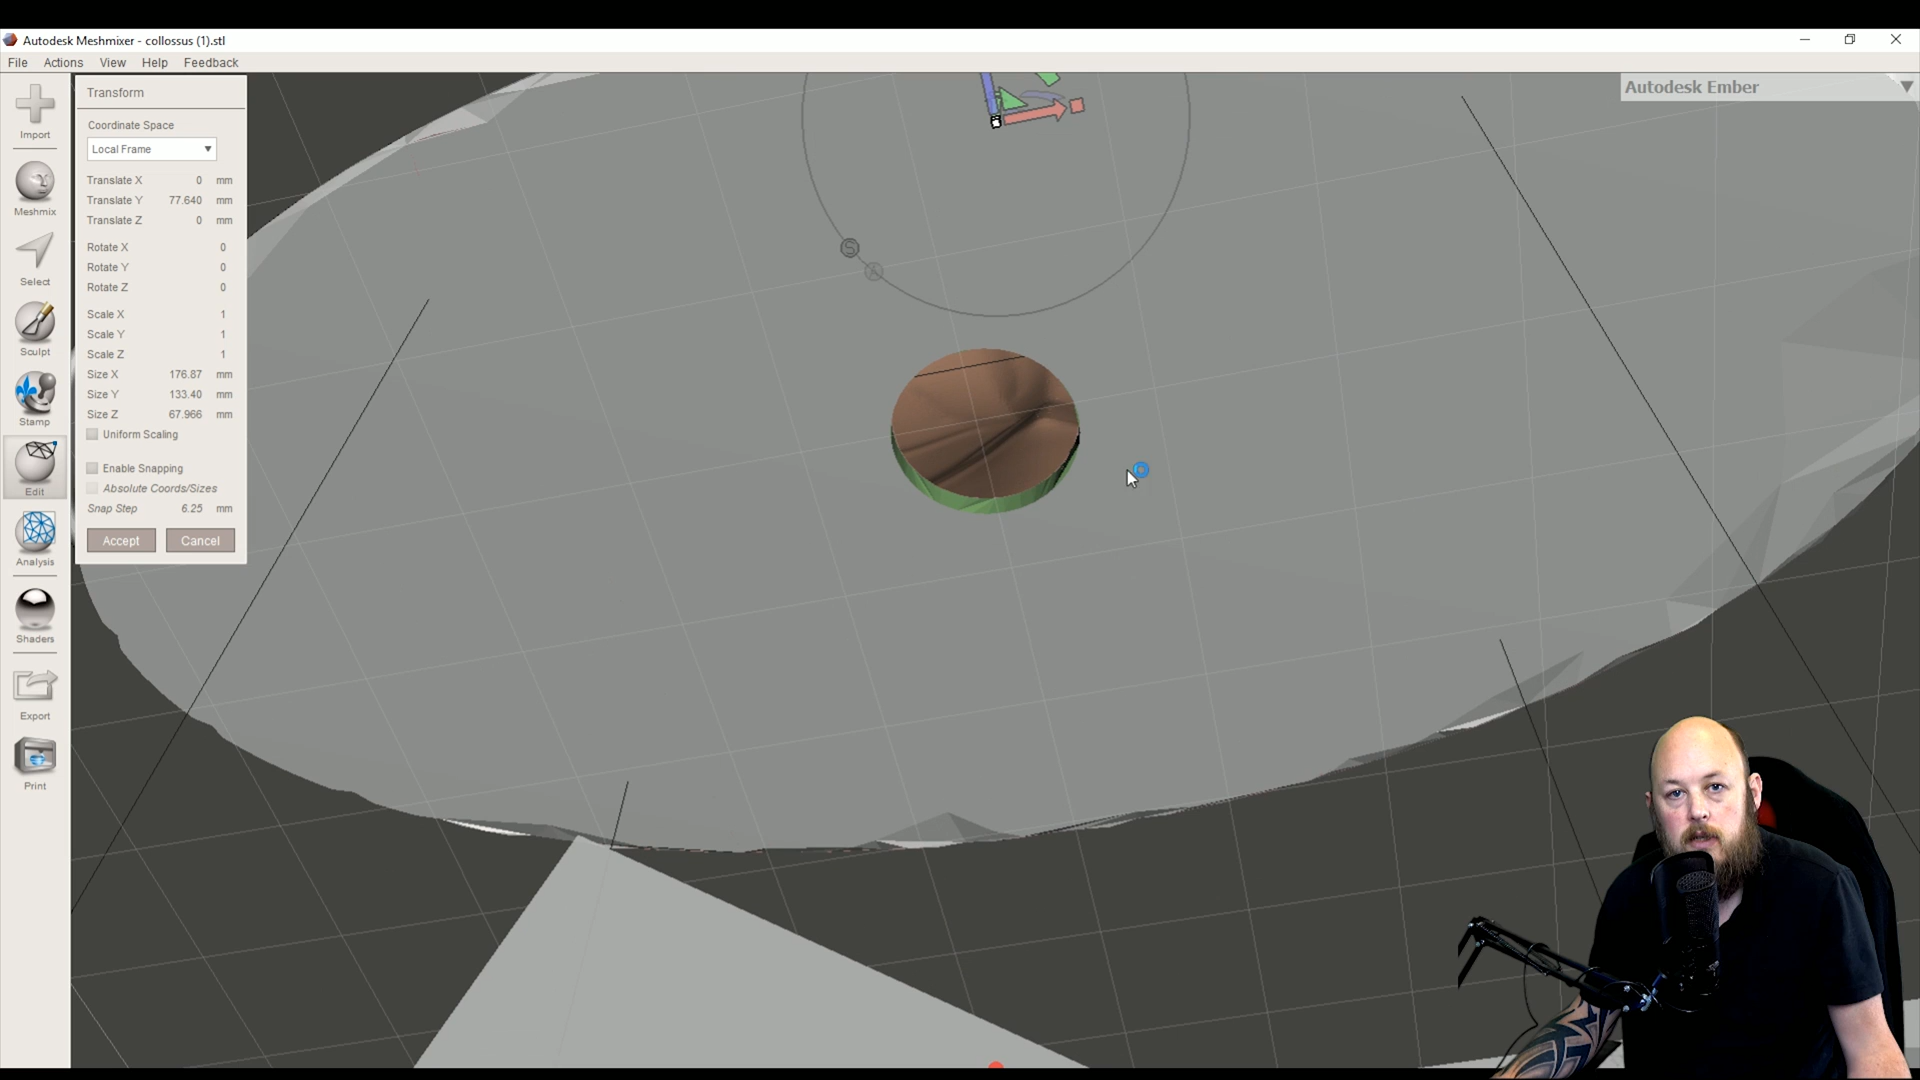 Autodesk Meshmixer - collossus (1).stl
File Actions View Help Feedback
Import
Meshmix
Select
Sculpt
Stamp
Edit
Analysis
Shaders
Export
Print
Transform
Coordinate Space
Local Frame
Translate X 0 mm
Translate Y 77.640 mm
Translate Z 0 mm
Rotate X 0
Rotate Y 0
Rotate Z 0
Scale X 1
Scale Y 1
Scale Z 1
Size X 176.87 mm
Size Y 133.40 mm
Size Z 67.966 mm
Uniform Scaling
Enable Snapping
Absolute Coords/Sizes
Snap Step 6.25 mm
Accept Cancel
Autodesk Ember
S
A